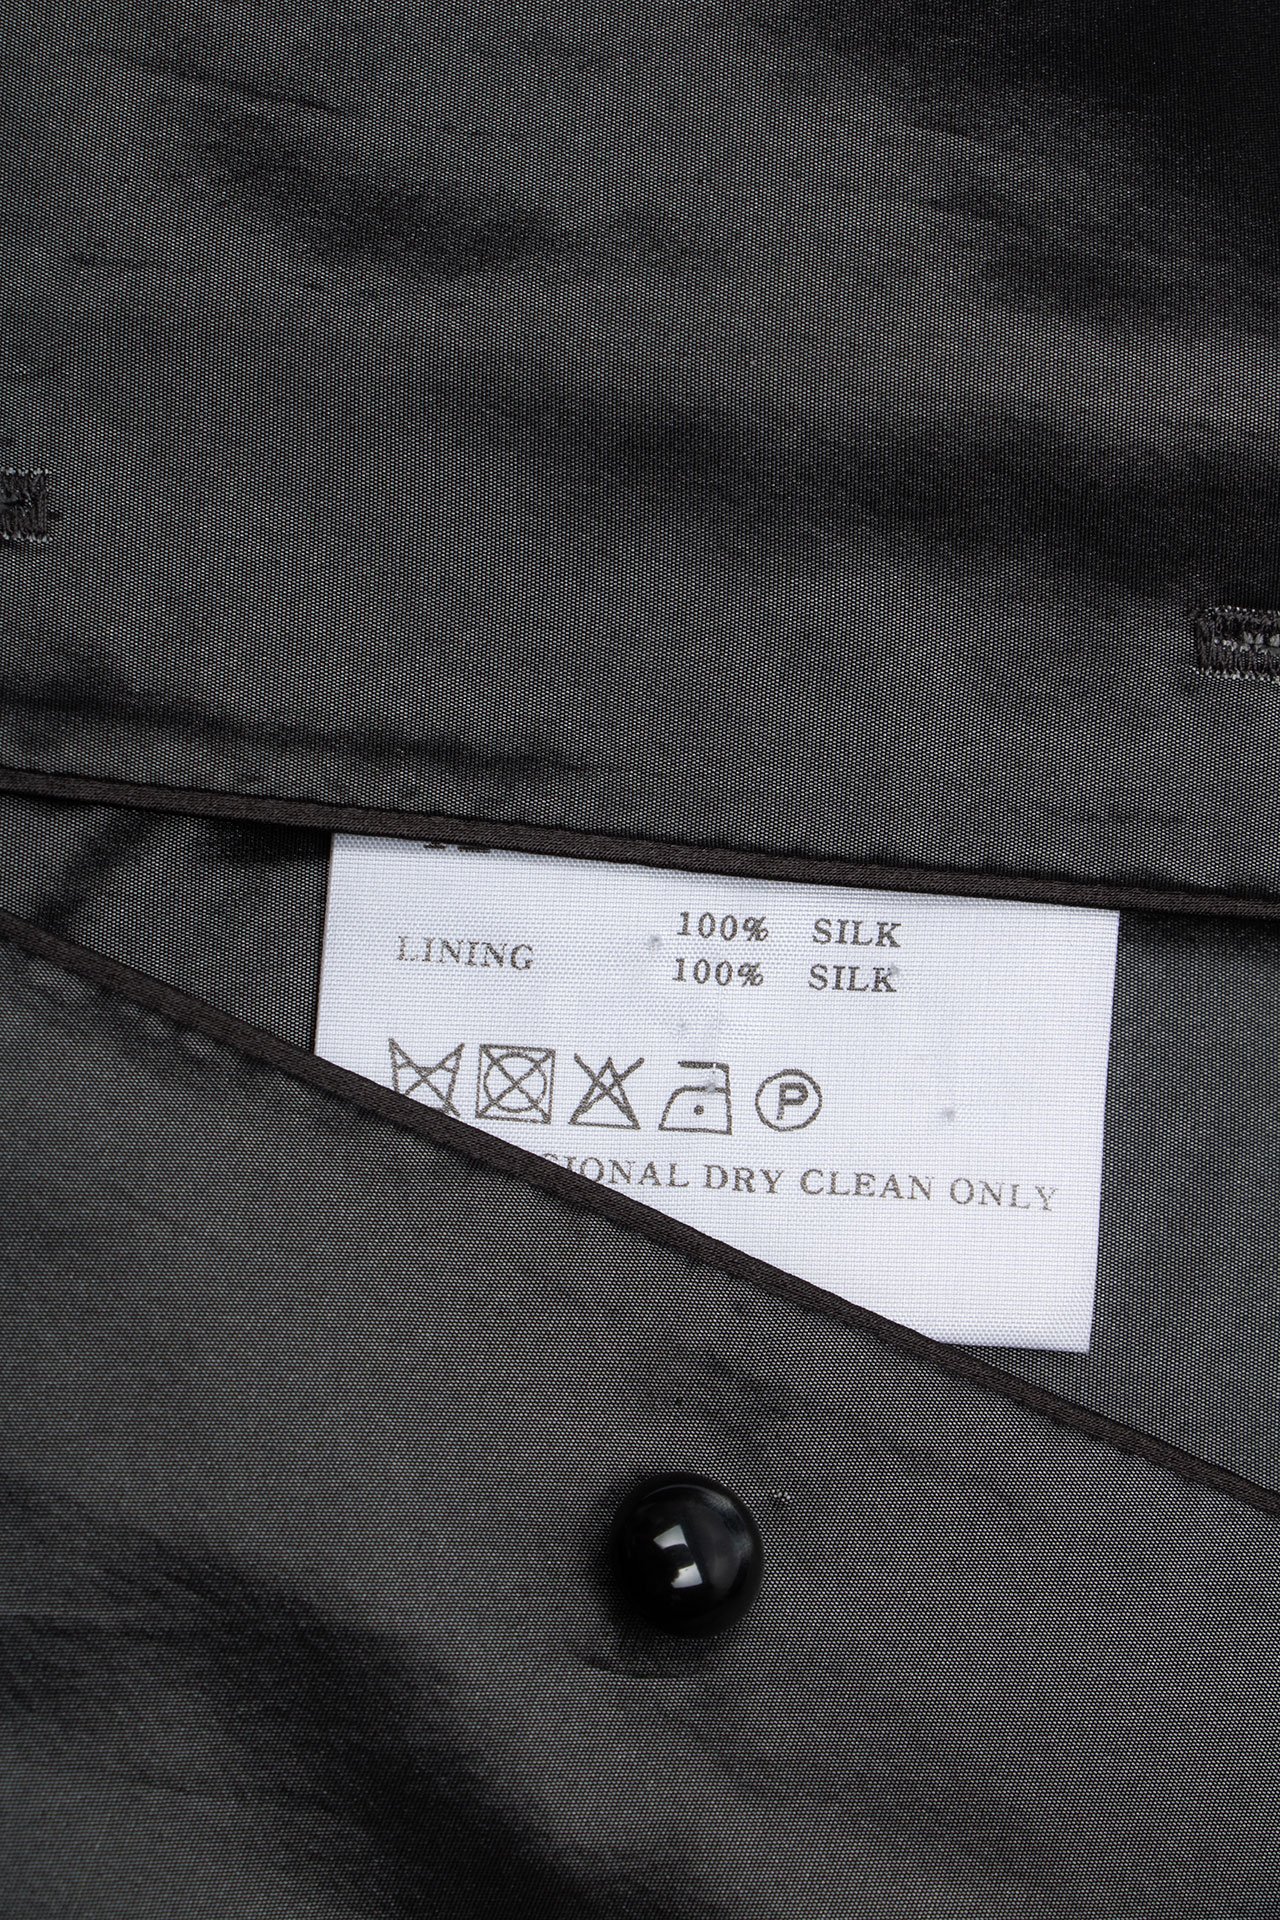 100% SILK
LINING 100% SILK
P
SIONAL DRY CLEAN ONLY